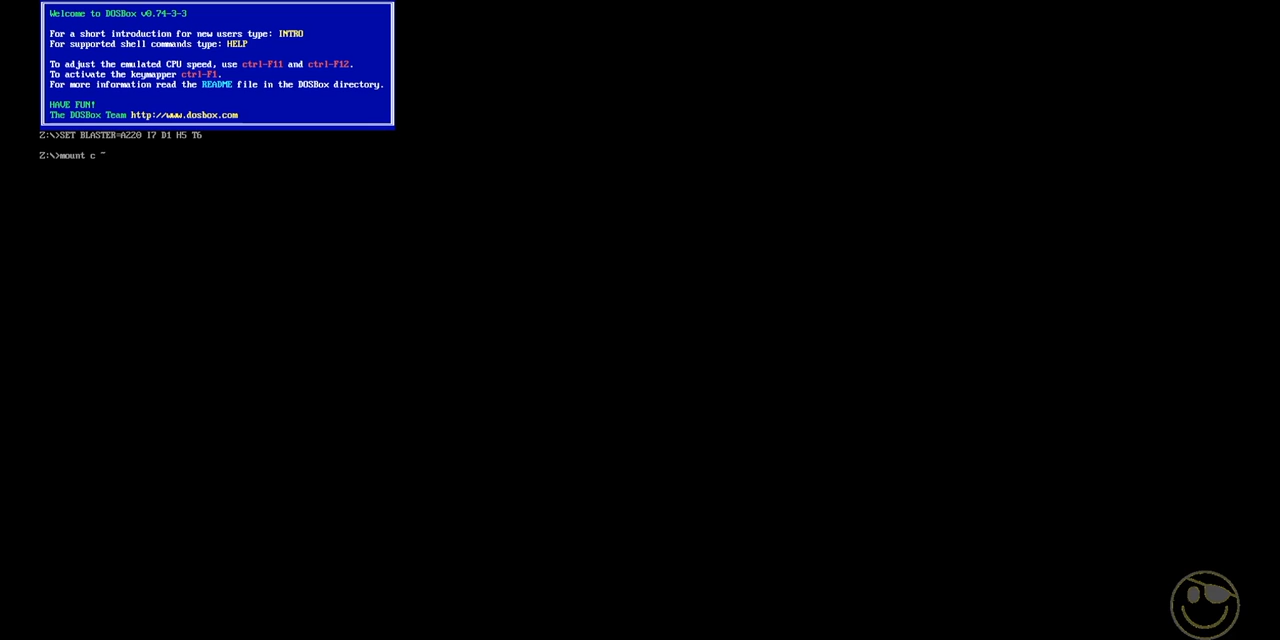 Welcome to DOSBox v0.74-3-3
For a short introduction for new users type: INTRO
For supported shell commands type: HELP
To adjust the emulated CPU speed, use ctrl-F11 and ctrl-F12.
To activate the keymapper ctrl-F1.
For more information read the README file in the DOSBox directory.
HAVE FUN!
The DOSBox Team http://www.dosbox.com
Z:\>SET BLASTER=A220 I7 D1 H5 T6
Z:\>mount c ~